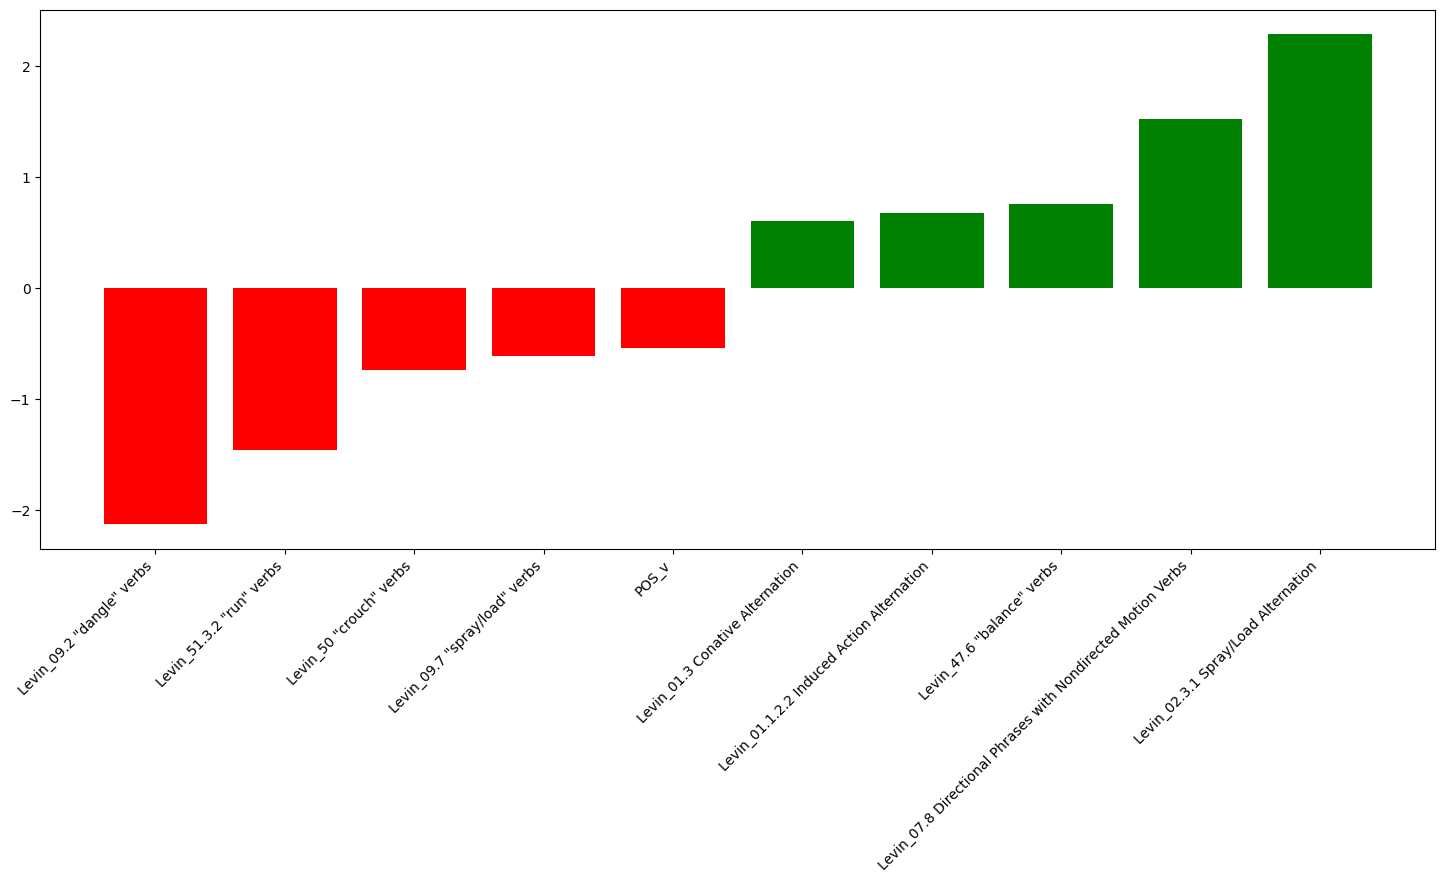 2
1
0
−1
−2
Levin_09.2 "dangle" verbs
Levin_51.3.2 "run" verbs
Levin_50 "crouch" verbs
Levin_09.7 "spray/load" verbs
POS_v
Levin_01.3 Conative Alternation
Levin_01.1.2.2 Induced Action Alternation
Levin_47.6 "balance" verbs
Levin_07.8 Directional Phrases with Nondirected Motion Verbs
Levin_02.3.1 Spray/Load Alternation